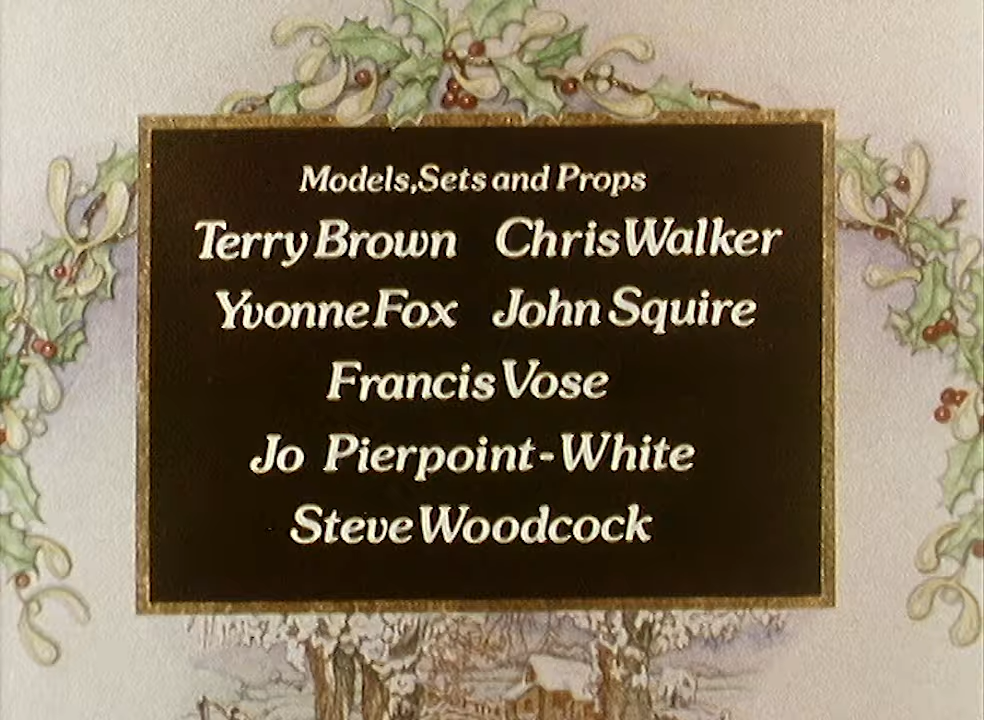 Models, Sets and Props
Terry Brown Chris Walker
Yvonne Fox John Squire
Francis Vose
Jo Pierpoint-White
Steve Woodcock